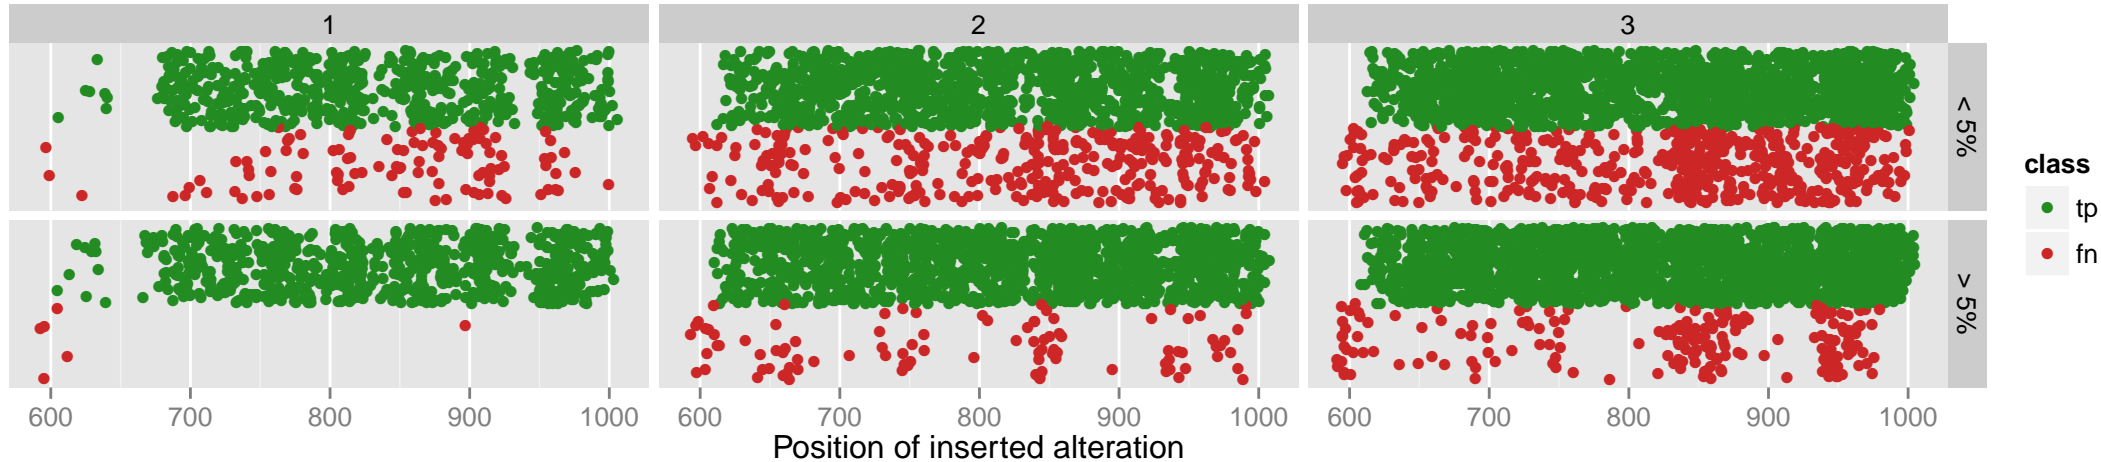 1 2 3
< 5%
> 5%
600 700 800 900 1000 600 700 800 900 1000 600 700 800 900 1000
Position of inserted alteration
class
tp
fn